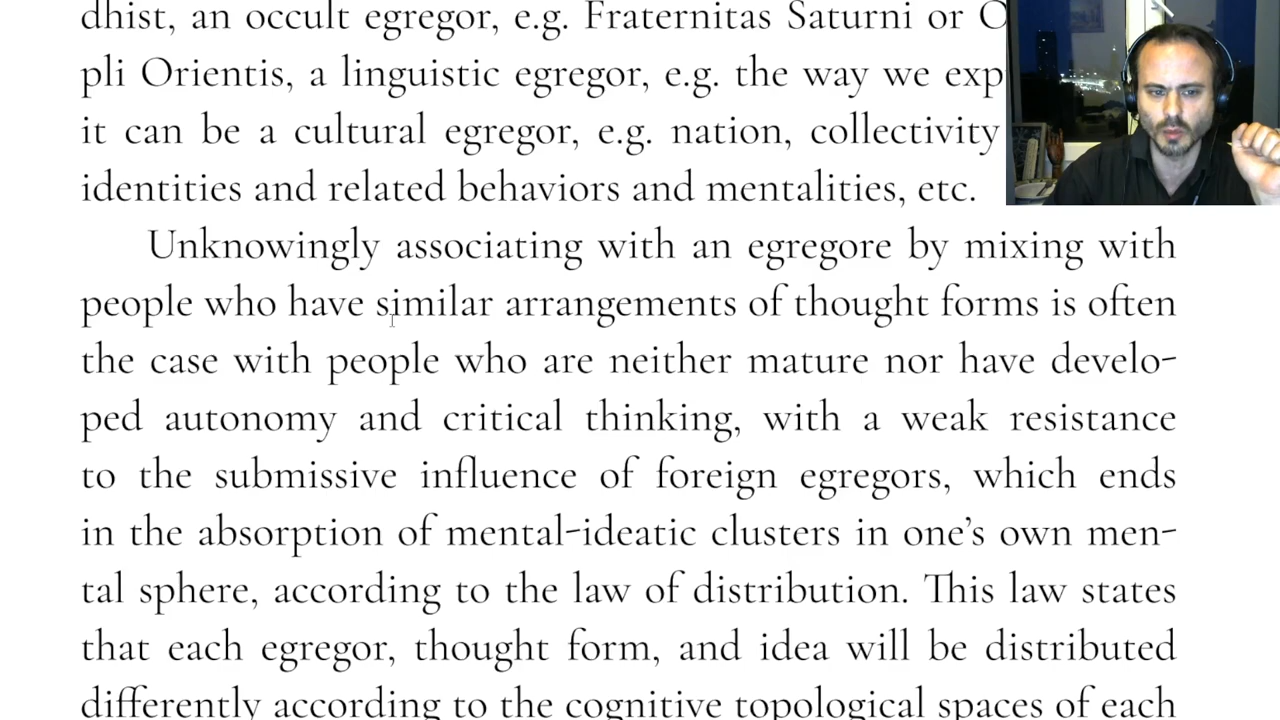 dhist, an occult egregor, e.g. Fraternitas Saturni or O
pli Orientis, a linguistic egregor, e.g. the way we exp
it can be a cultural egregor, e.g. nation, collectivity
identities and related behaviors and mentalities, etc.
Unknowingly associating with an egregore by mixing with
people who have similar arrangements of thought forms is often
the case with people who are neither mature nor have develo-
ped autonomy and critical thinking, with a weak resistance
to the submissive influence of foreign egregors, which ends
in the absorption of mental-ideatic clusters in one's own men-
tal sphere, according to the law of distribution. This law states
that each egregor, thought form, and idea will be distributed
differently according to the cognitive topological spaces of each